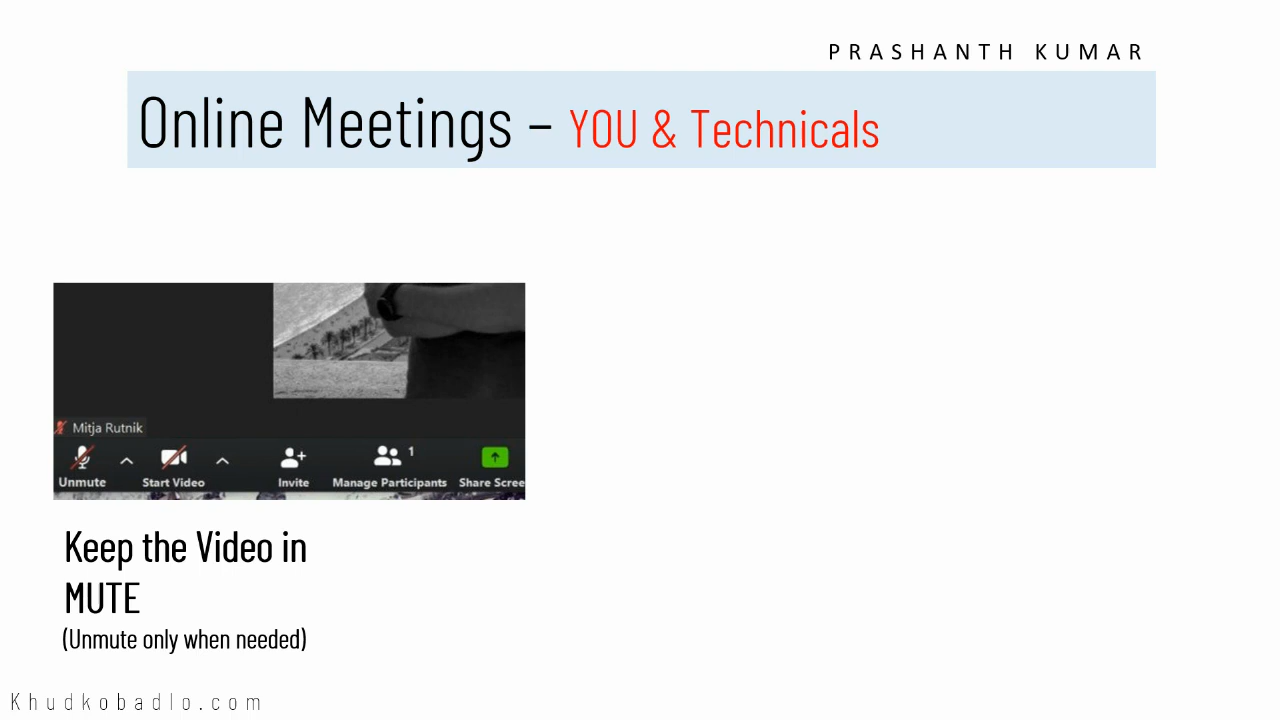 PRASHANTH KUMAR
Online Meetings – YOU & Technicals
Mitja Rutnik
1
Unmute Start Video Invite Manage Participants Share Scree
Keep the Video in
MUTE
(Unmute only when needed)
Khudkobadlo.com